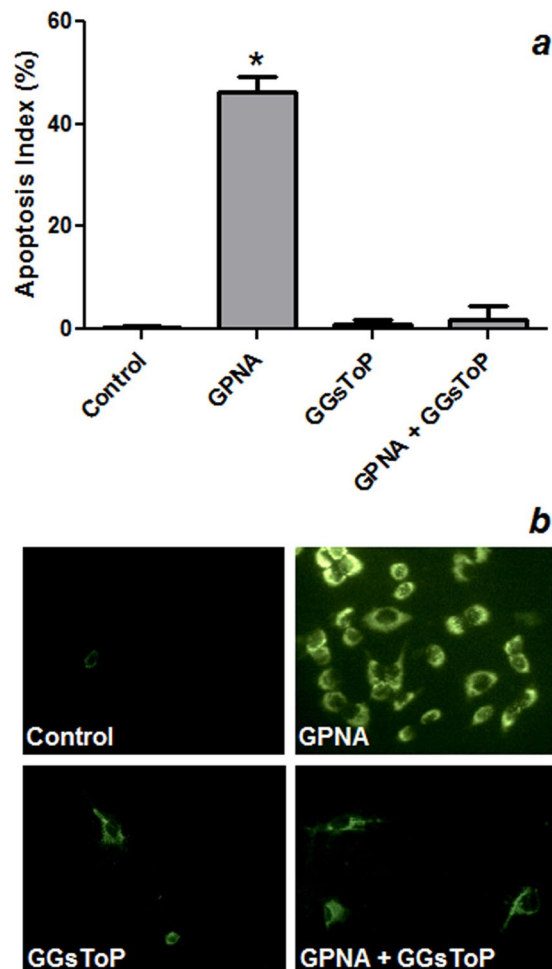 a
Apoptosis Index (%)
60
40
20
0
*
Control
GPNA
GGsToP
GPNA + GGsToP
b
Control
GPNA
GGsToP
GPNA + GGsToP